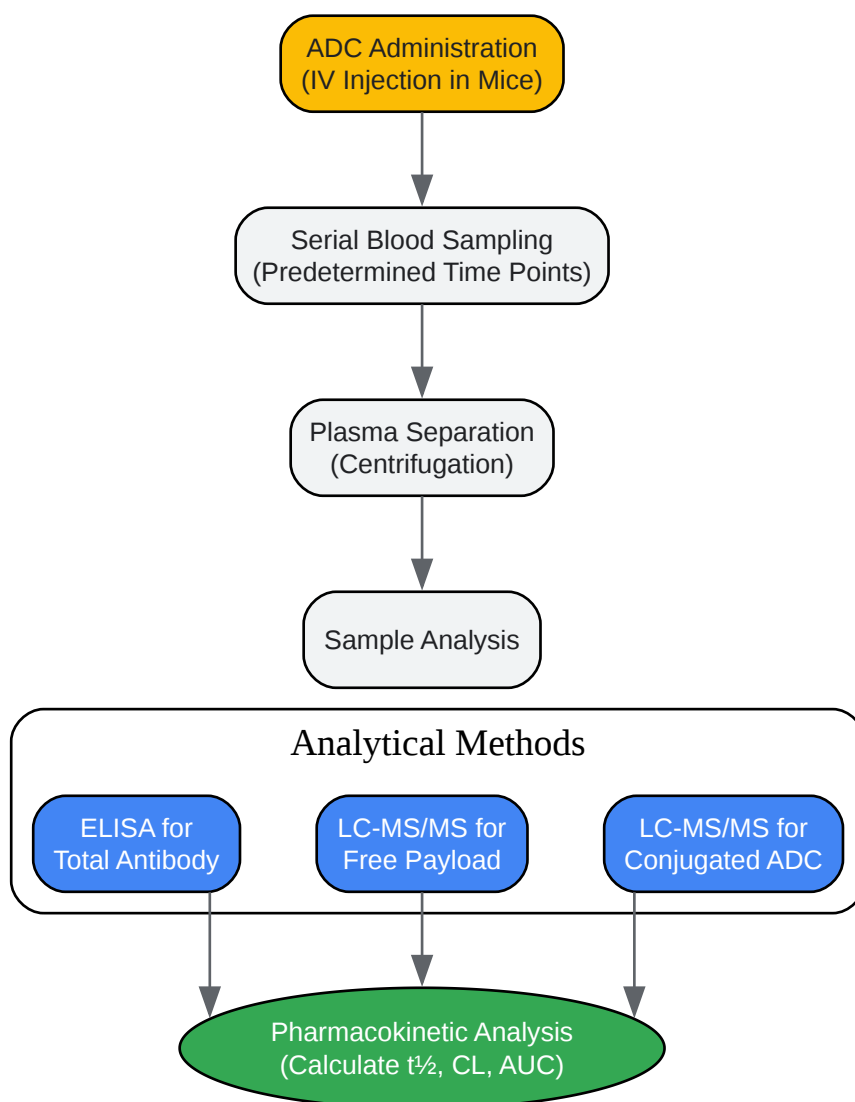 ADC Administration
(IV Injection in Mice)
Serial Blood Sampling
(Predetermined Time Points)
Plasma Separation
(Centrifugation)
Sample Analysis
Analytical Methods
ELISA for
Total Antibody
LC-MS/MS for
Free Payload
LC-MS/MS for
Conjugated ADC
Pharmacokinetic Analysis
(Calculate t½, CL, AUC)